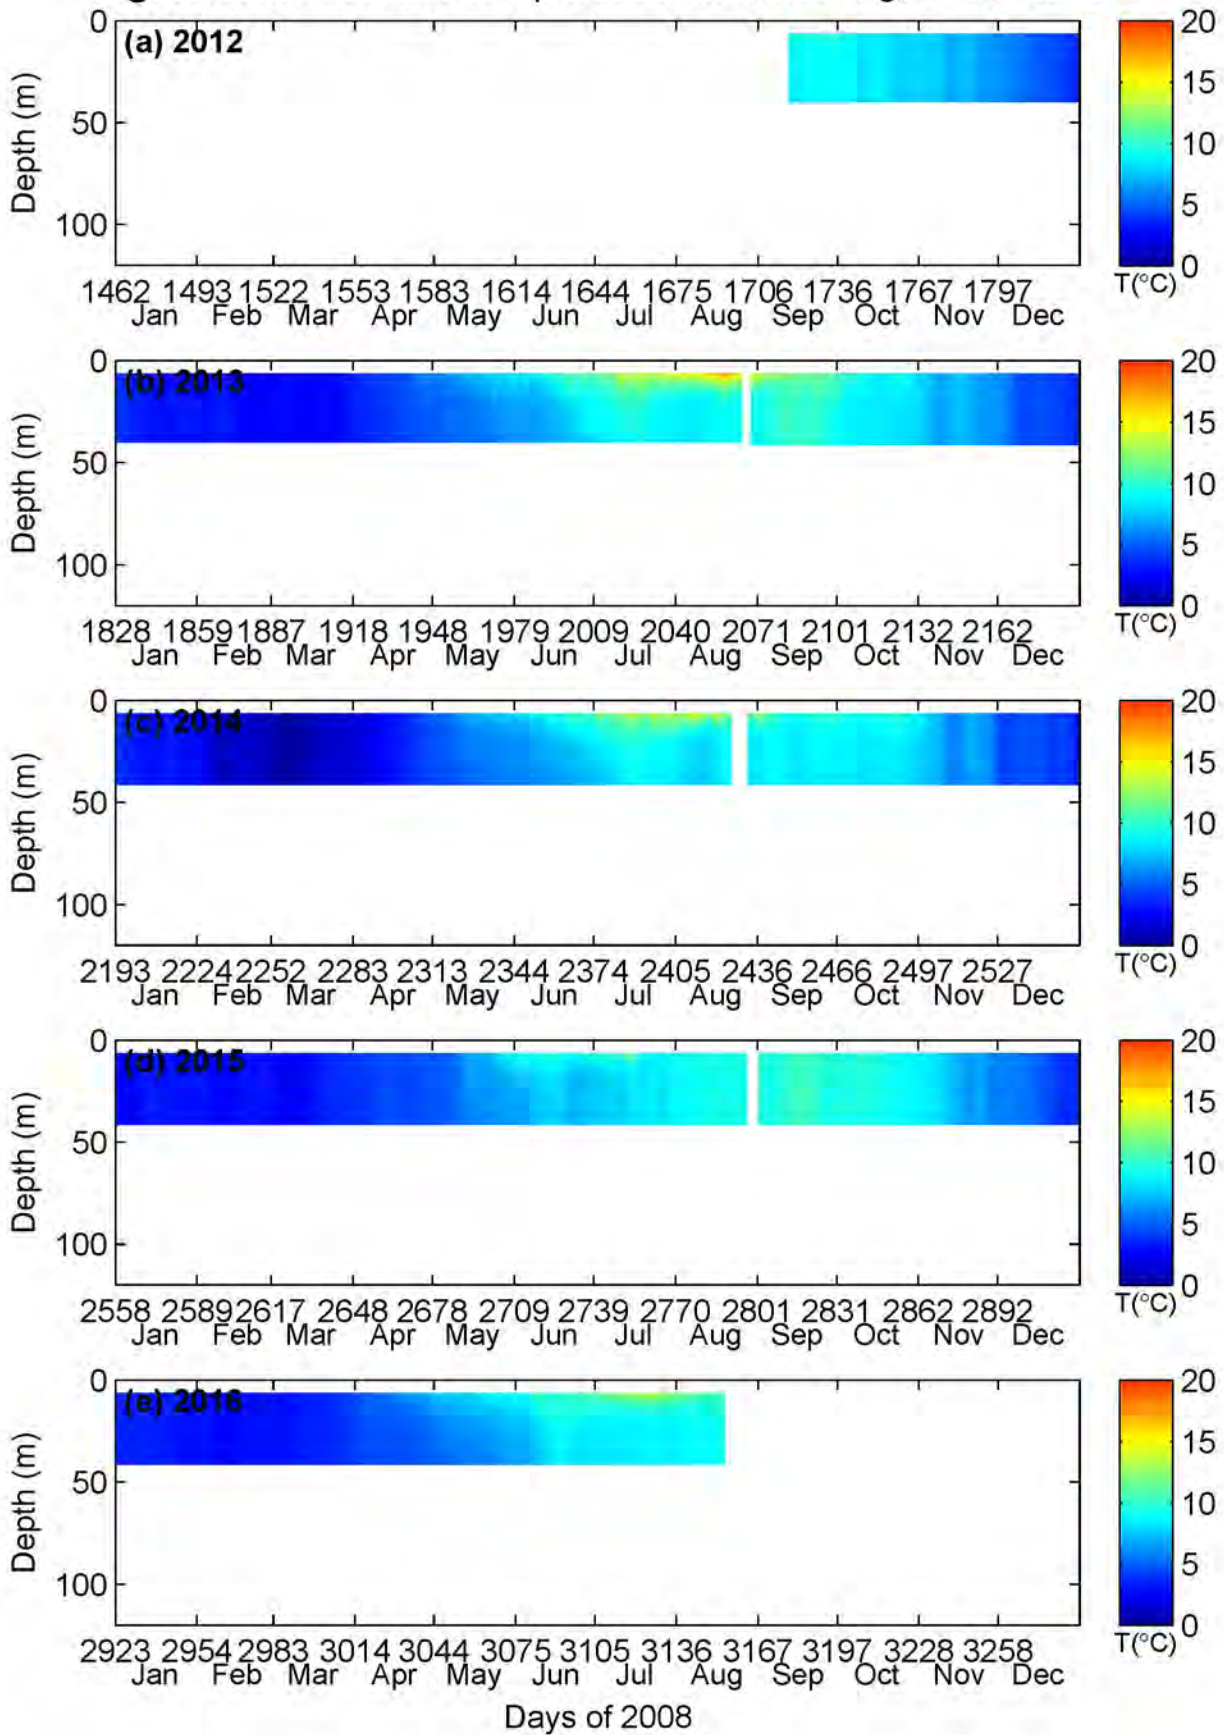 (a) 2012
0
50
100
Depth (m)
1462 1493 1522 1553 1583 1614 1644 1675 1706 1736 1767 1797
Jan Feb Mar Apr May Jun Jul Aug Sep Oct Nov Dec
20
15
10
5
0
T(°C)
(b) 2013
0
50
100
Depth (m)
1828 1859 1887 1918 1948 1979 2009 2040 2071 2101 2132 2162
Jan Feb Mar Apr May Jun Jul Aug Sep Oct Nov Dec
20
15
10
5
0
T(°C)
(c) 2014
0
50
100
Depth (m)
2193 2224 2252 2283 2313 2344 2374 2405 2436 2466 2497 2527
Jan Feb Mar Apr May Jun Jul Aug Sep Oct Nov Dec
20
15
10
5
0
T(°C)
(d) 2015
0
50
100
Depth (m)
2558 2589 2617 2648 2678 2709 2739 2770 2801 2831 2862 2892
Jan Feb Mar Apr May Jun Jul Aug Sep Oct Nov Dec
20
15
10
5
0
T(°C)
(e) 2016
0
50
100
Depth (m)
2923 2954 2983 3014 3044 3075 3105 3136 3167 3197 3228 3258
Jan Feb Mar Apr May Jun Jul Aug Sep Oct Nov Dec
20
15
10
5
0
T(°C)
Days of 2008